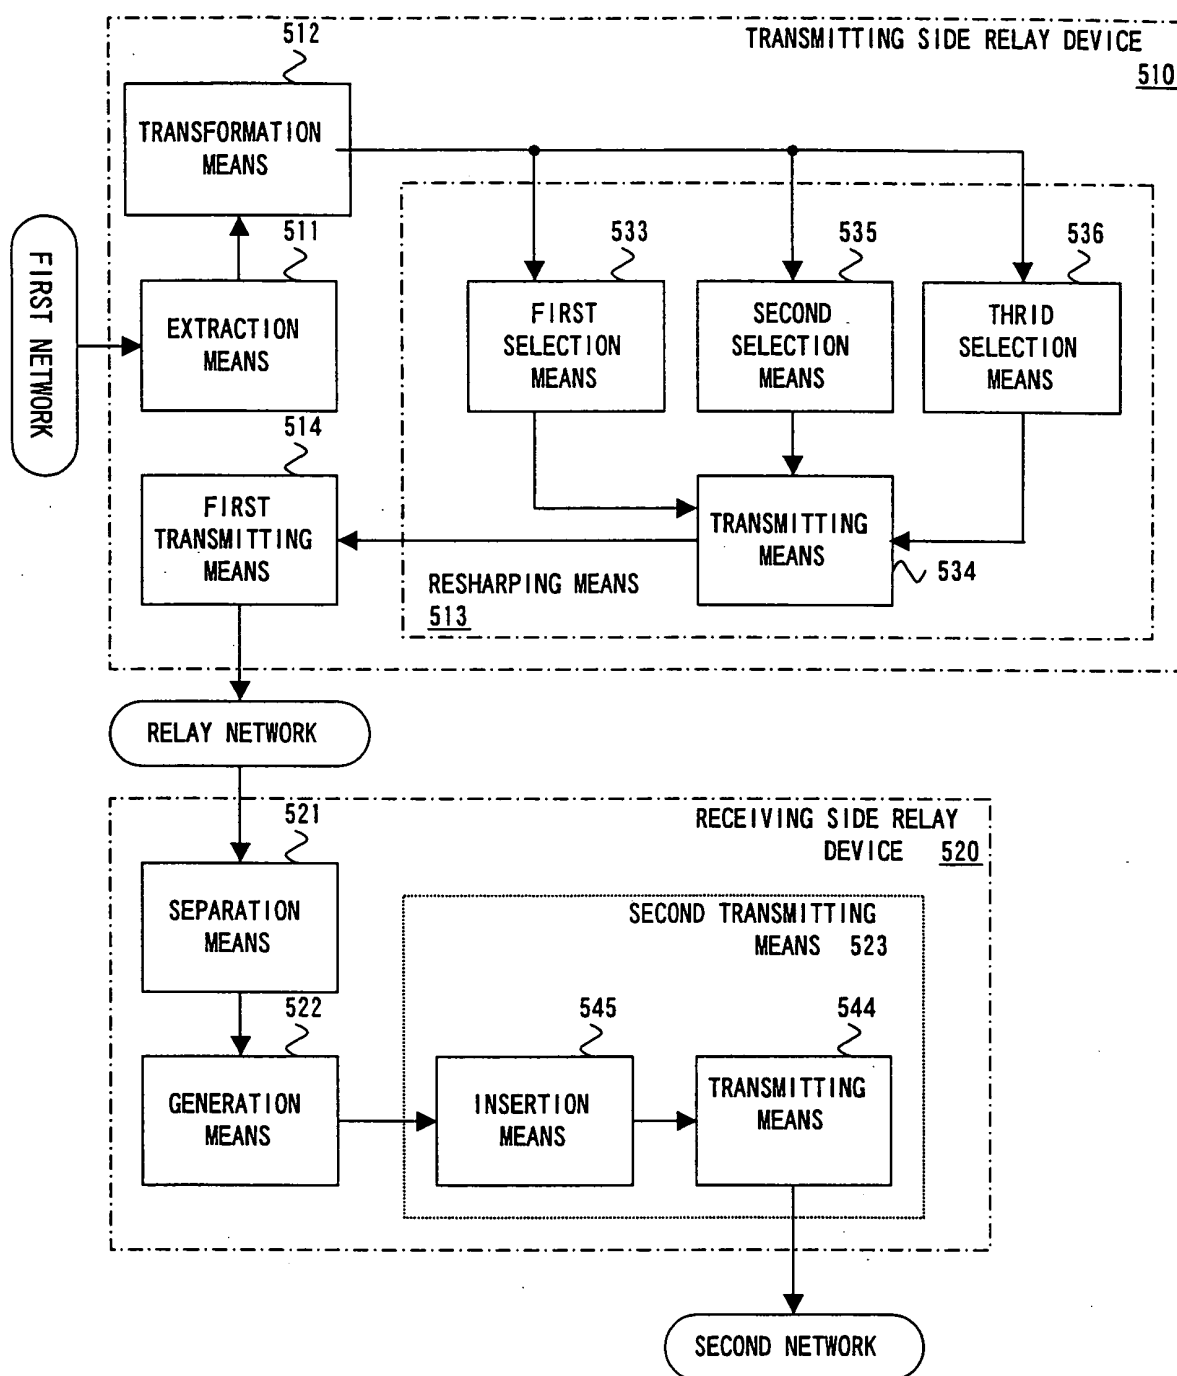 512
TRANSMITTING SIDE RELAY DEVICE
510
TRANSFORMATION
MEANS
511
533
535
536
FIRST NETWORK
EXTRACTION
MEANS
FIRST
SELECTION
MEANS
SECOND
SELECTION
MEANS
THRID
SELECTION
MEANS
514
FIRST
TRANSMITTING
MEANS
TRANSMITTING
MEANS
534
RESHARPING MEANS
513
RELAY NETWORK
521
RECEIVING SIDE RELAY
DEVICE 520
SEPARATION
MEANS
SECOND TRANSMITTING
MEANS 523
522
545
544
GENERATION
MEANS
INSERTION
MEANS
TRANSMITTING
MEANS
SECOND NETWORK